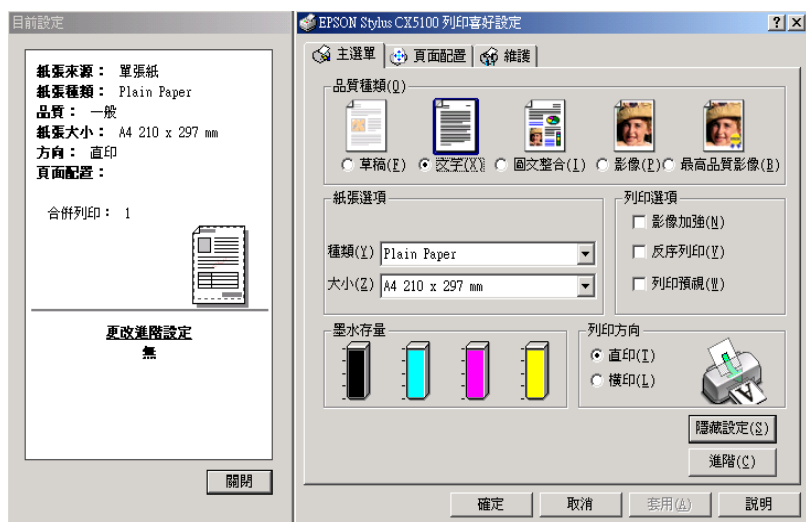 目前設定
紙張來源： 單張紙
紙張種類： Plain Paper
品質： 一般
紙張大小： A4 210 x 297 mm
方向： 直印
頁面配置：
合併列印： 1
更改進階設定
無
關閉
EPSON Stylus CX5100 列印喜好設定
主選單 頁面配置 維護
品質種類(Q)
草稿(F) 文字(X) 圖文整合(I) 影像(P) 最高品質影像(B)
紙張選項
種類(Y) Plain Paper
大小(Z) A4 210 x 297 mm
列印選項
影像加強(N)
反序列印(V)
列印預視(W)
墨水存量
列印方向
直印(T)
橫印(L)
隱藏設定(S)
進階(C)
確定 取消 套用(A) 說明